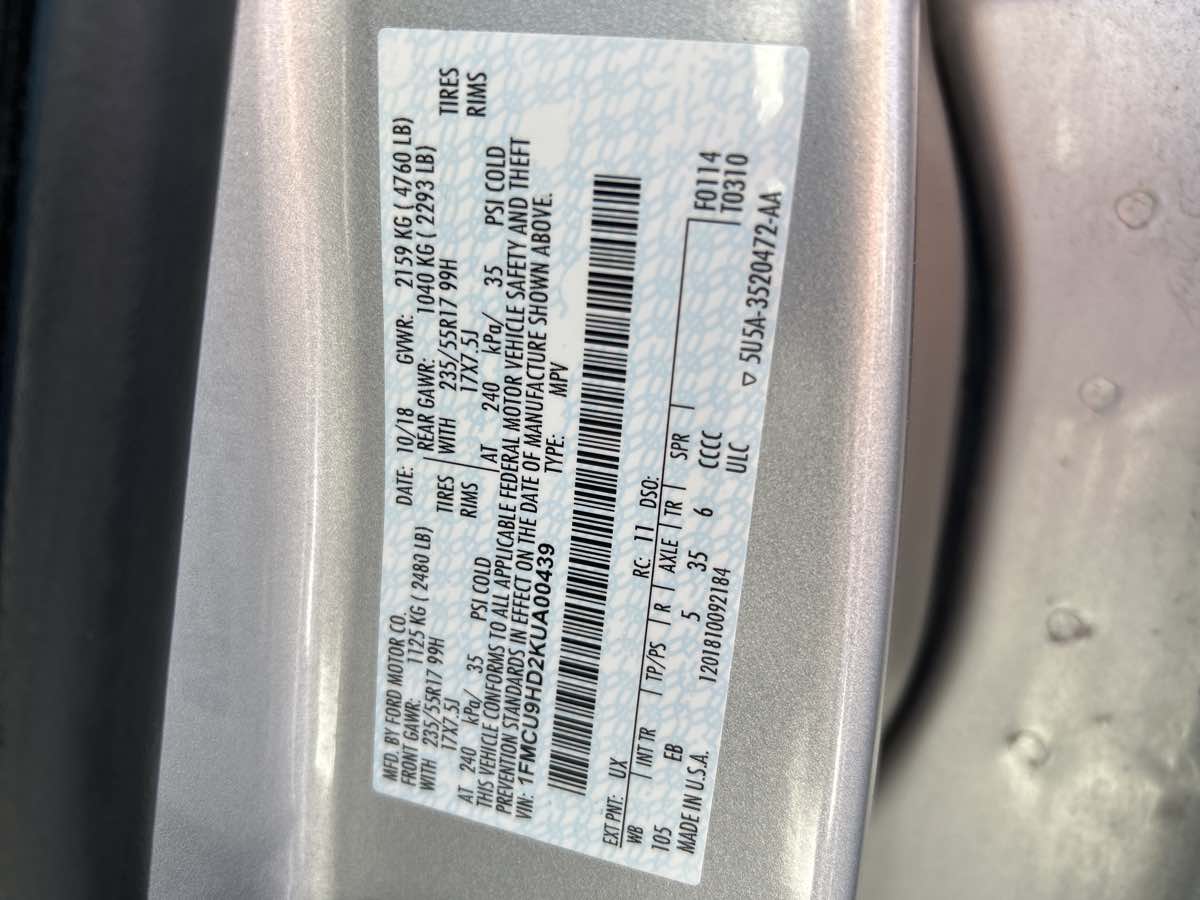 MFD. BY FORD MOTOR CO.
DATE: 10/18 GVWR: 2159 KG ( 4760 LB)
FRONT GAWR: 1125 KG ( 2480 LB)
REAR GAWR: 1040 KG ( 2293 LB)
WITH 235/55R17 99H TIRES
WITH 235/55R17 99H TIRES
17X7.5J RIMS
17X7.5J RIMS
AT 240 kPa/ 35 PSI COLD
AT 240 kPa/ 35 PSI COLD
THIS VEHICLE CONFORMS TO ALL APPLICABLE FEDERAL MOTOR VEHICLE SAFETY AND THEFT
PREVENTION STANDARDS IN EFFECT ON THE DATE OF MANUFACTURE SHOWN ABOVE.
VIN: 1FMCU9HD2KUA00439 TYPE: MPV
EXT PNT: UX RC: 11 DSO:
WB INT TR TP/PS R AXLE TR SPR F0114
105 EB 5 35 6 CCCC T0310
MADE IN U.S.A. 1201810092184 ULC
▽ 5U5A-3520472-AA